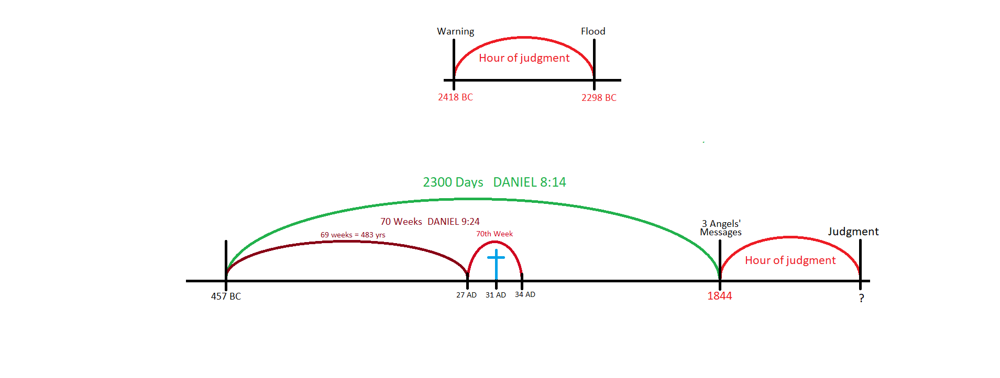 Warning
Flood
Hour of judgment
2418 BC
2298 BC
2300 Days DANIEL 8:14
70 Weeks DANIEL 9:24
69 weeks = 483 yrs
70th Week
3 Angels'
Messages
Judgment
Hour of judgment
457 BC
27 AD
31 AD
34 AD
1844
?